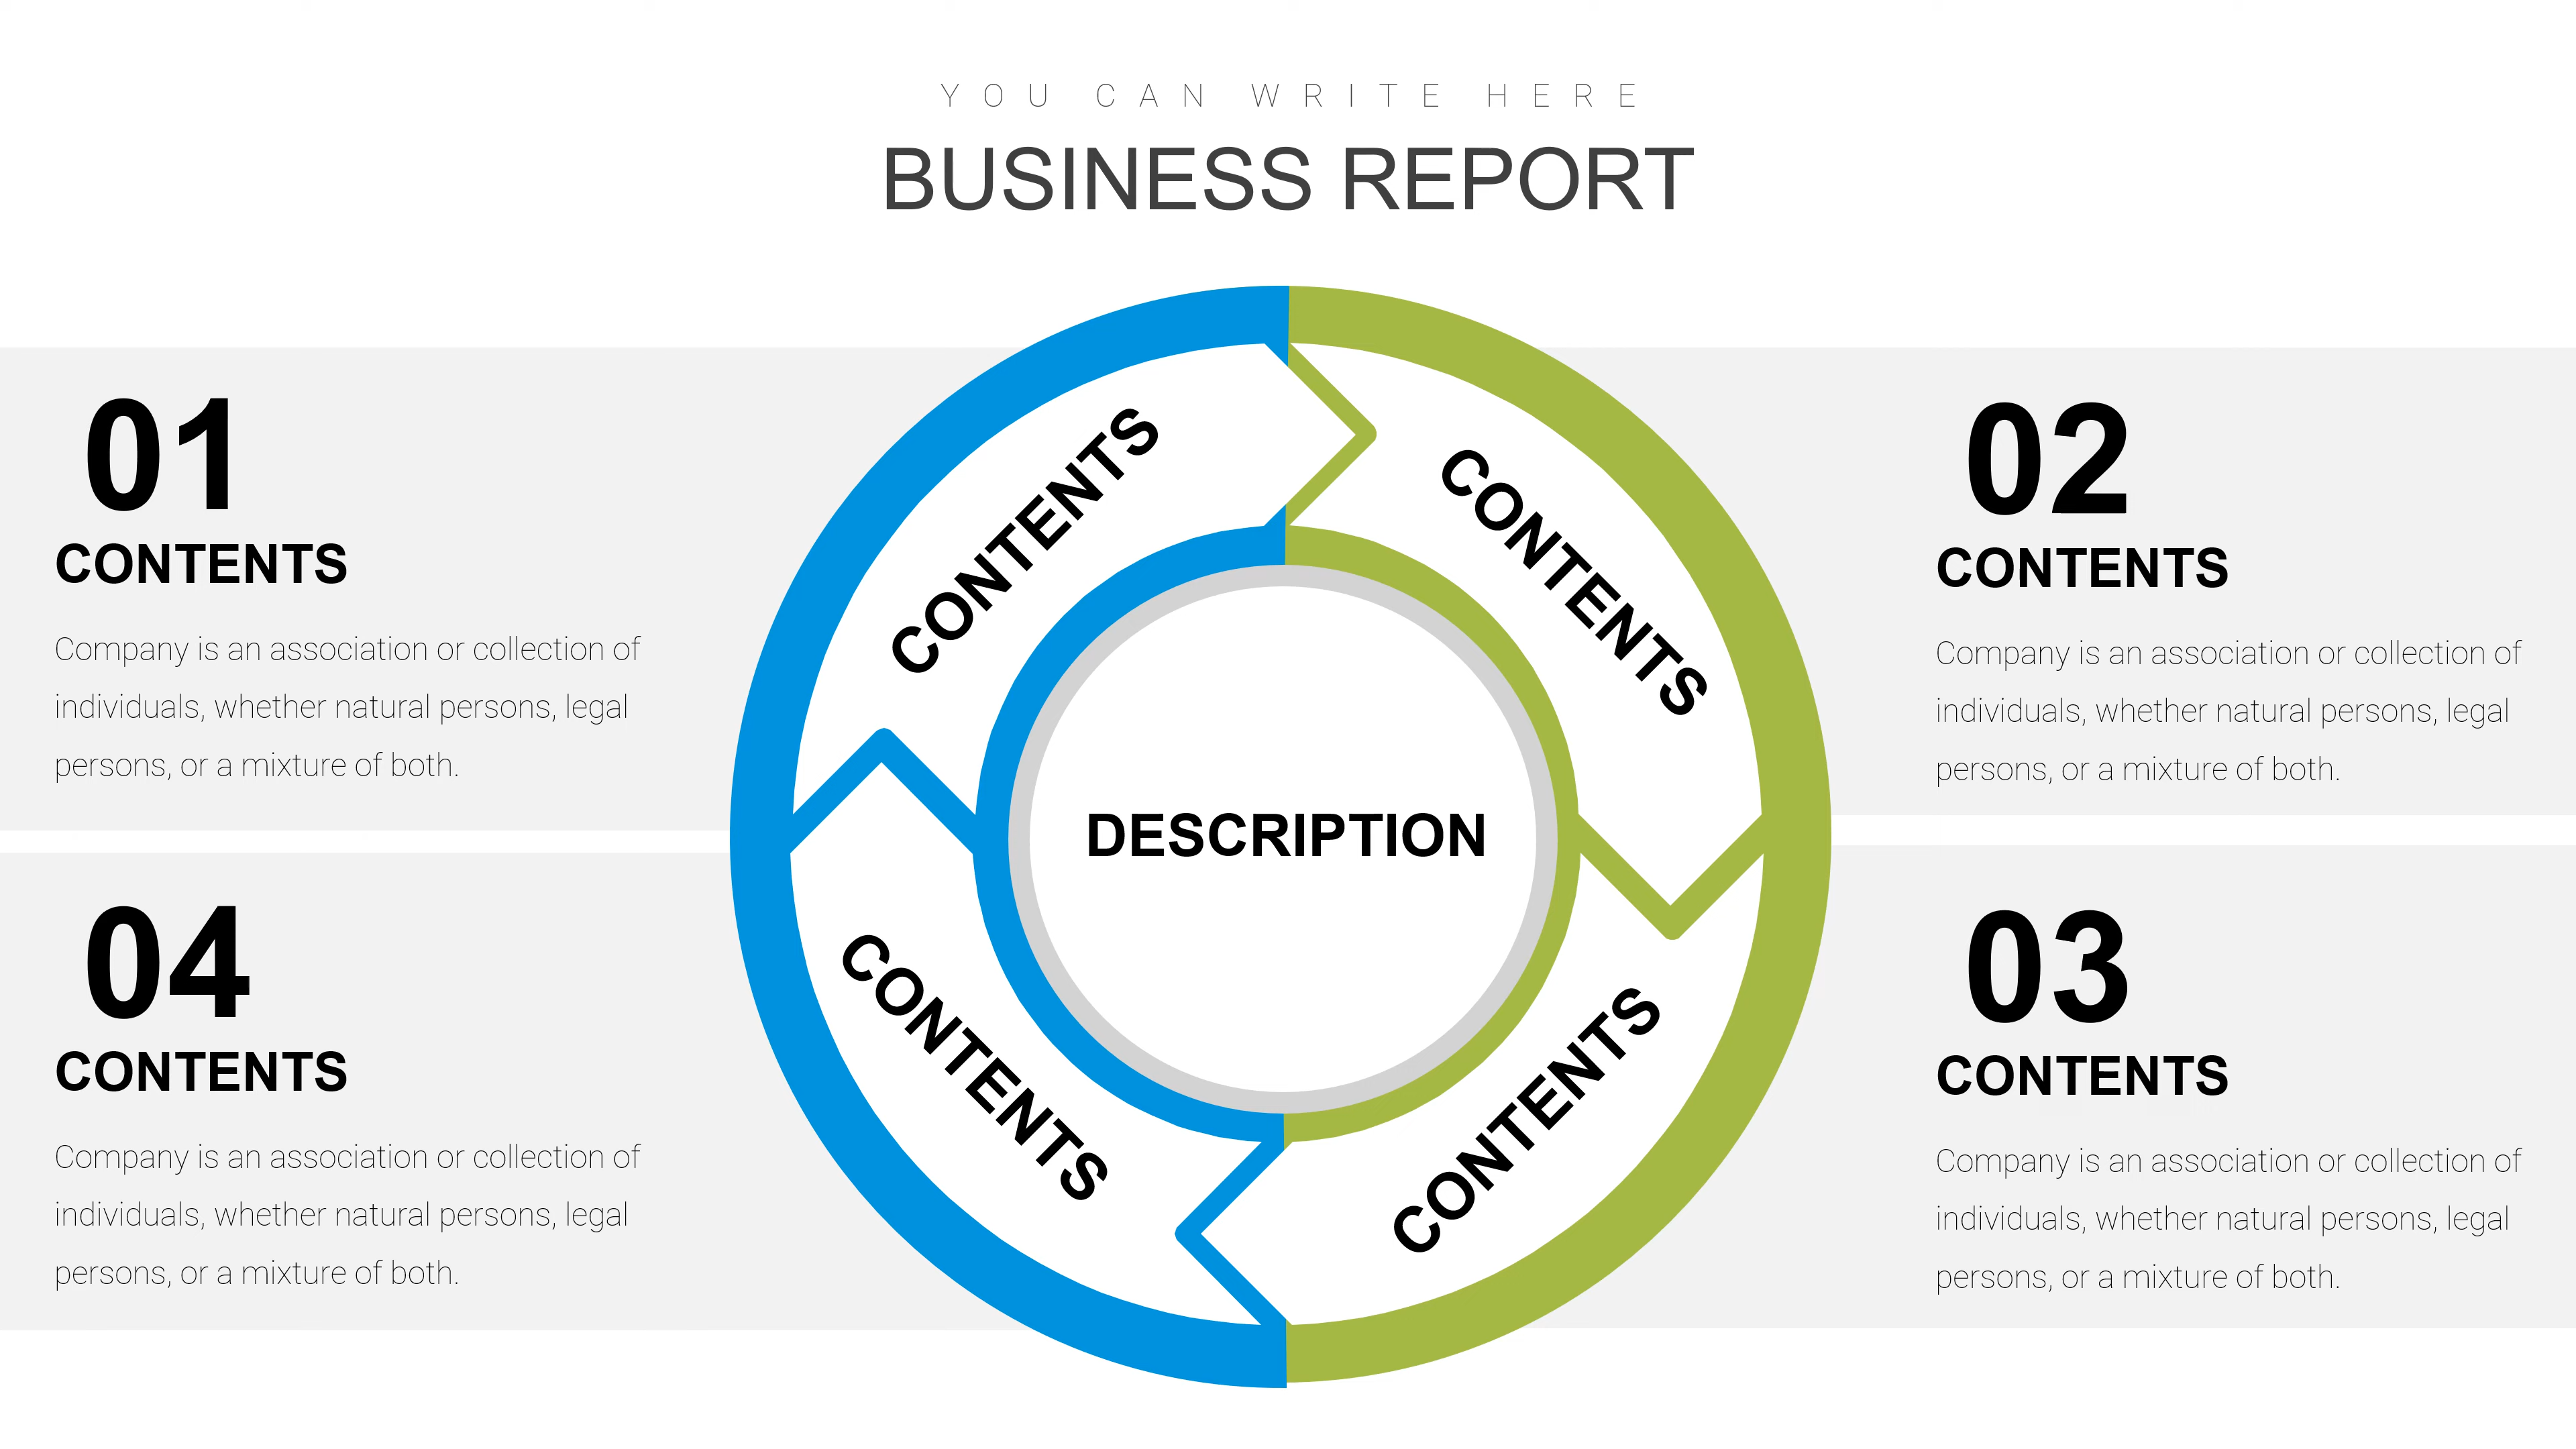 YOU CAN WRITE HERE
BUSINESS REPORT
01
CONTENTS
Company is an association or collection of
individuals, whether natural persons, legal
persons, or a mixture of both.
02
CONTENTS
Company is an association or collection of
individuals, whether natural persons, legal
persons, or a mixture of both.
CONTENTS
CONTENTS
DESCRIPTION
CONTENTS
CONTENTS
04
CONTENTS
Company is an association or collection of
individuals, whether natural persons, legal
persons, or a mixture of both.
03
CONTENTS
Company is an association or collection of
individuals, whether natural persons, legal
persons, or a mixture of both.